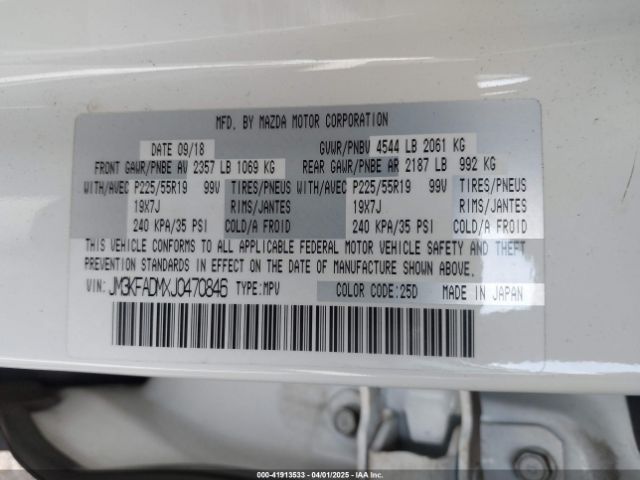 MFD. BY MAZDA MOTOR CORPORATION
DATE 09/18 GVWR/PNBV 4544 LB 2061 KG
FRONT GAWR/PNBE AV 2357 LB 1069 KG REAR GAWR/PNBE AR 2187 LB 992 KG
WITH/AVEC P225/55R19 99V TIRES/PNEUS WITH/AVEC P225/55R19 99V TIRES/PNEUS
19X7J RIMS/JANTES 19X7J RIMS/JANTES
240 KPA/35 PSI COLD/A FROID 240 KPA/35 PSI COLD/A FROID
THIS VEHICLE CONFORMS TO ALL APPLICABLE FEDERAL MOTOR VEHICLE SAFETY AND THEFT
PREVENTION STANDARDS IN EFFECT ON THE DATE OF MANUFACTURE SHOWN ABOVE.
VIN: JM3KFADMXJ0470846 TYPE:MPV COLOR CODE:25D MADE IN JAPAN
000-41913533 - 04/01/2025 - IAAI.COM